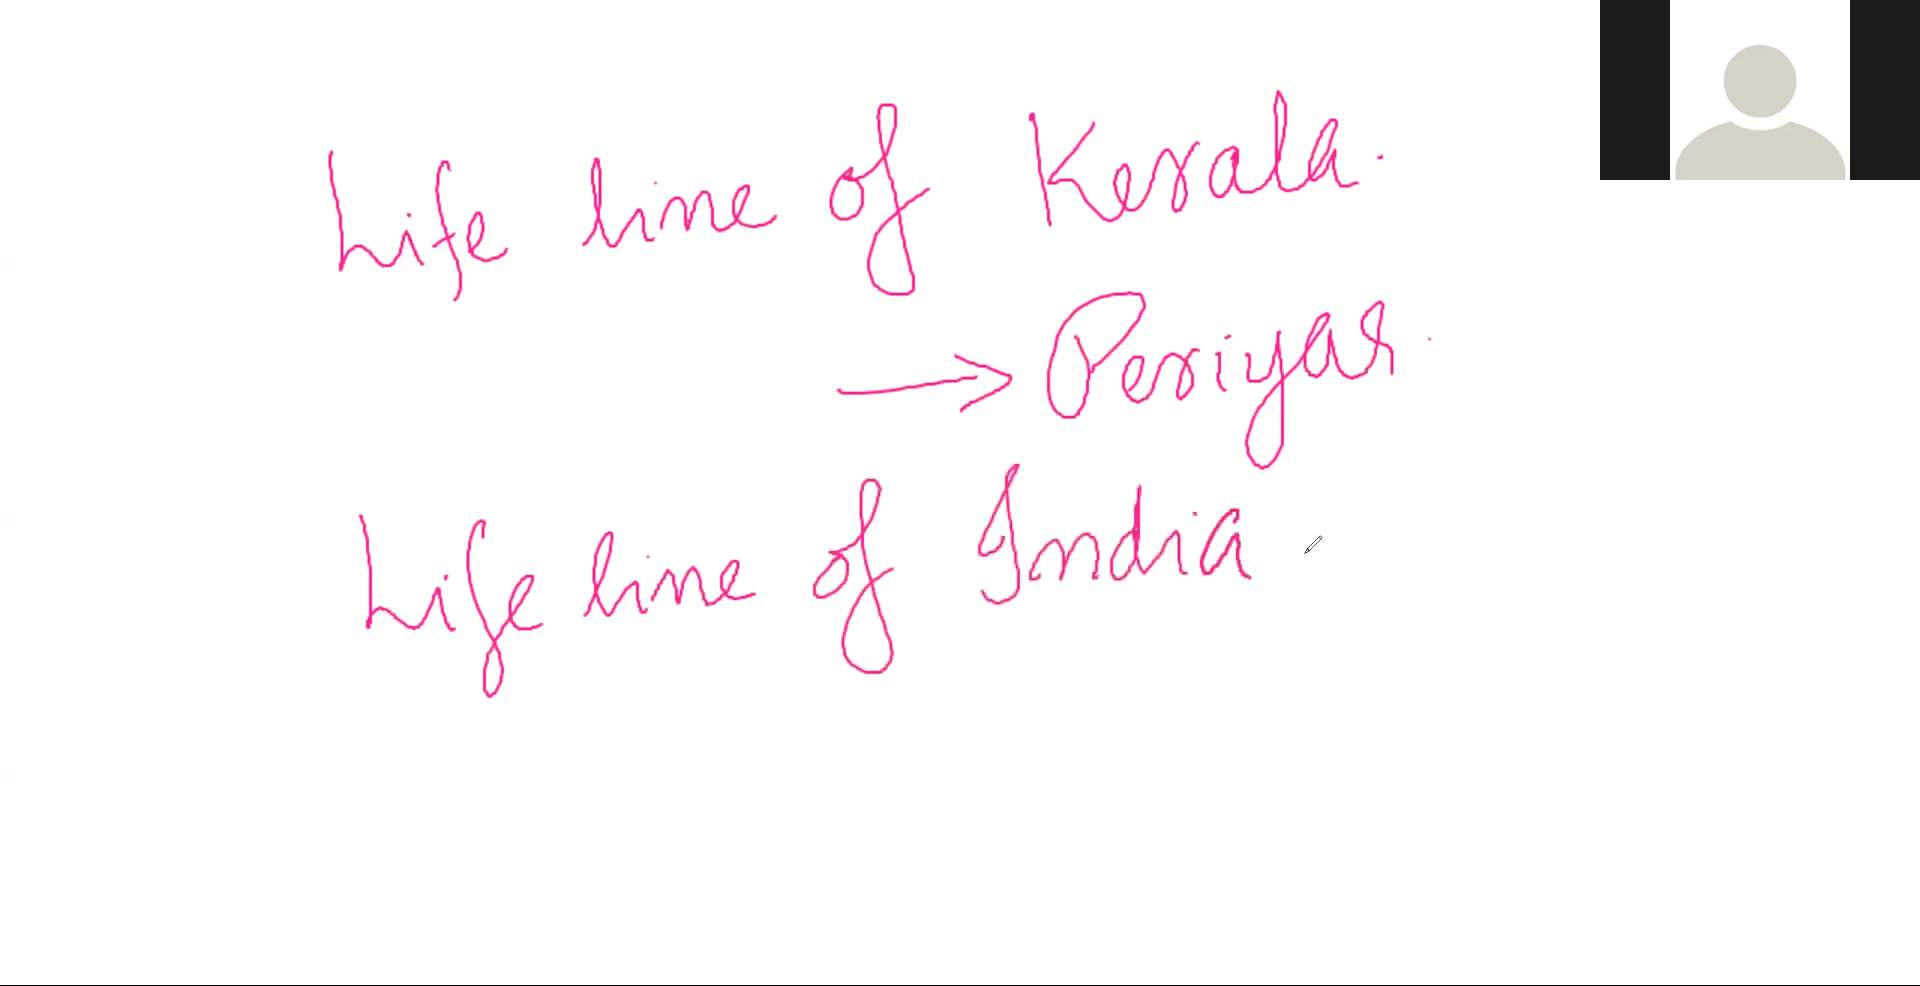 Life line of Kerala.
→ Periyar.
Life line of India